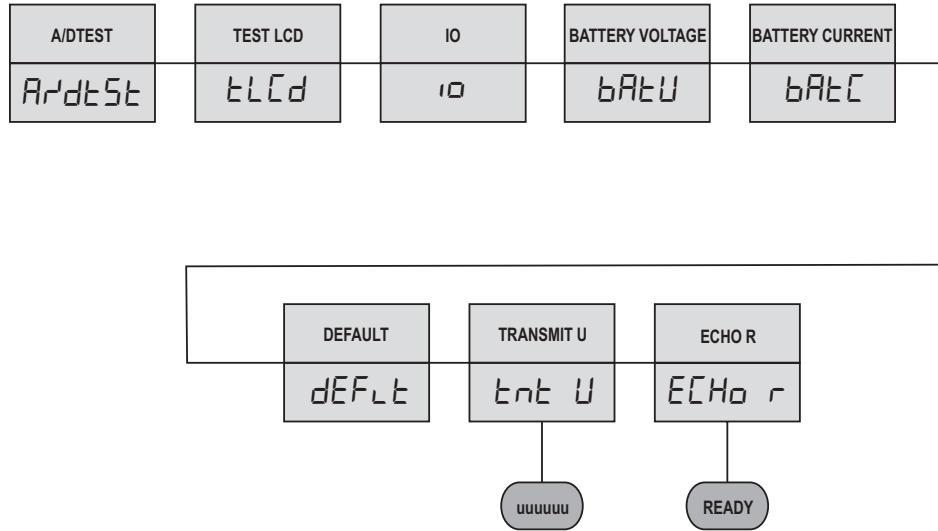 A/DTEST
TEST LCD
IO
BATTERY VOLTAGE
BATTERY CURRENT
A/dtSt
tLCd
io
bAtU
bAtC
DEFAULT
TRANSMIT U
ECHO R
dEFLt
tnt U
ECHo r
uuuuuu
READY